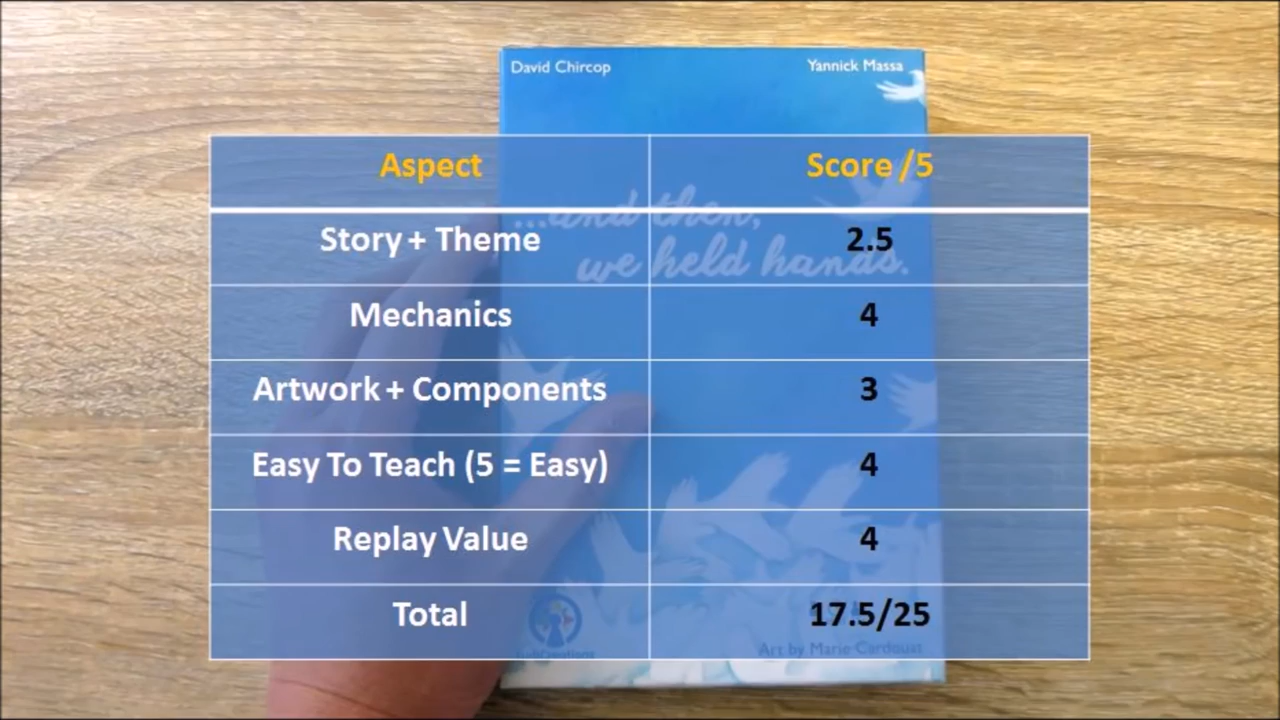 David Chircop
Yannick Massa
Aspect
Score /5
...and then,
we held hands.
Story + Theme
2.5
Mechanics
4
Artwork + Components
3
Easy To Teach (5 = Easy)
4
Replay Value
4
Total
17.5/25
LudiCreations
Art by Marie Cardouat